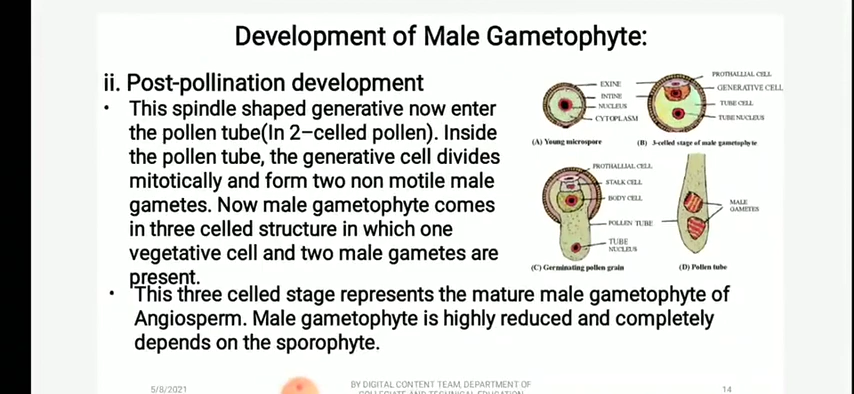 Development of Male Gametophyte:
ii. Post-pollination development
• This spindle shaped generative now enter
the pollen tube(In 2–celled pollen). Inside
the pollen tube, the generative cell divides
mitotically and form two non motile male
gametes. Now male gametophyte comes
in three celled structure in which one
vegetative cell and two male gametes are
present.
• This three celled stage represents the mature male gametophyte of
Angiosperm. Male gametophyte is highly reduced and completely
depends on the sporophyte.
EXINE
INTINE
NUCLEUS
CYTOPLASM
(A) Young microspore
PROTHALLIAL CELL
GENERATIVE CELL
TUBE CELL
TUBE NUCLEUS
(B) 3-celled stage of male gametophyte
PROTHALLIAL CELL
STALK CELL
BODY CELL
POLLEN TUBE
TUBE
NUCLEUS
(C) Germinating pollen grain
MALE
GAMETES
(D) Pollen tube
5/8/2021
BY DIGITAL CONTENT TEAM, DEPARTMENT OF
COLLEGIATE AND TECHNICAL EDUCATION
14